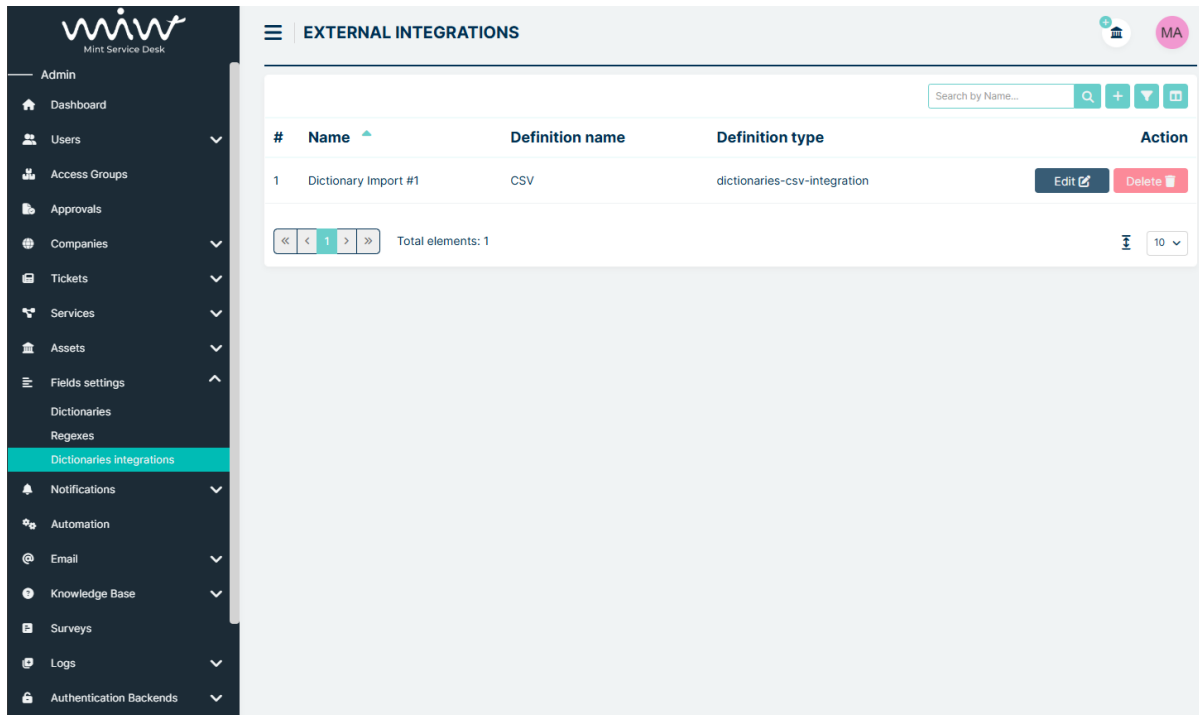 miw
Mint Service Desk
Admin
Dashboard
Users
Access Groups
Approvals
Companies
Tickets
Services
Assets
Fields settings
Dictionaries
Regexes
Dictionaries integrations
Notifications
Automation
Email
Knowledge Base
Surveys
Logs
Authentication Backends
EXTERNAL INTEGRATIONS
MA
Search by Name...
# Name Definition name Definition type Action
1 Dictionary Import #1 CSV dictionaries-csv-integration Edit Delete
« < 1 > » Total elements: 1 10